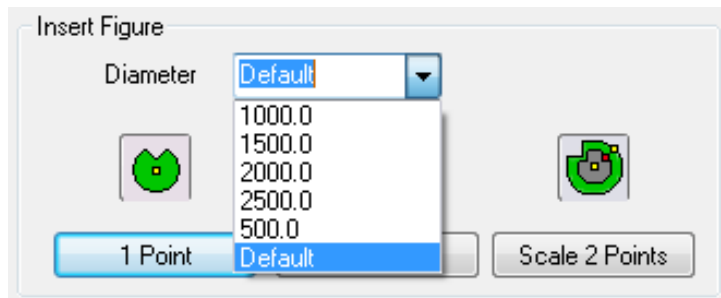 Insert Figure
Diameter Default
1000.0
1500.0
2000.0
2500.0
500.0
Default
1 Point
Scale 2 Points